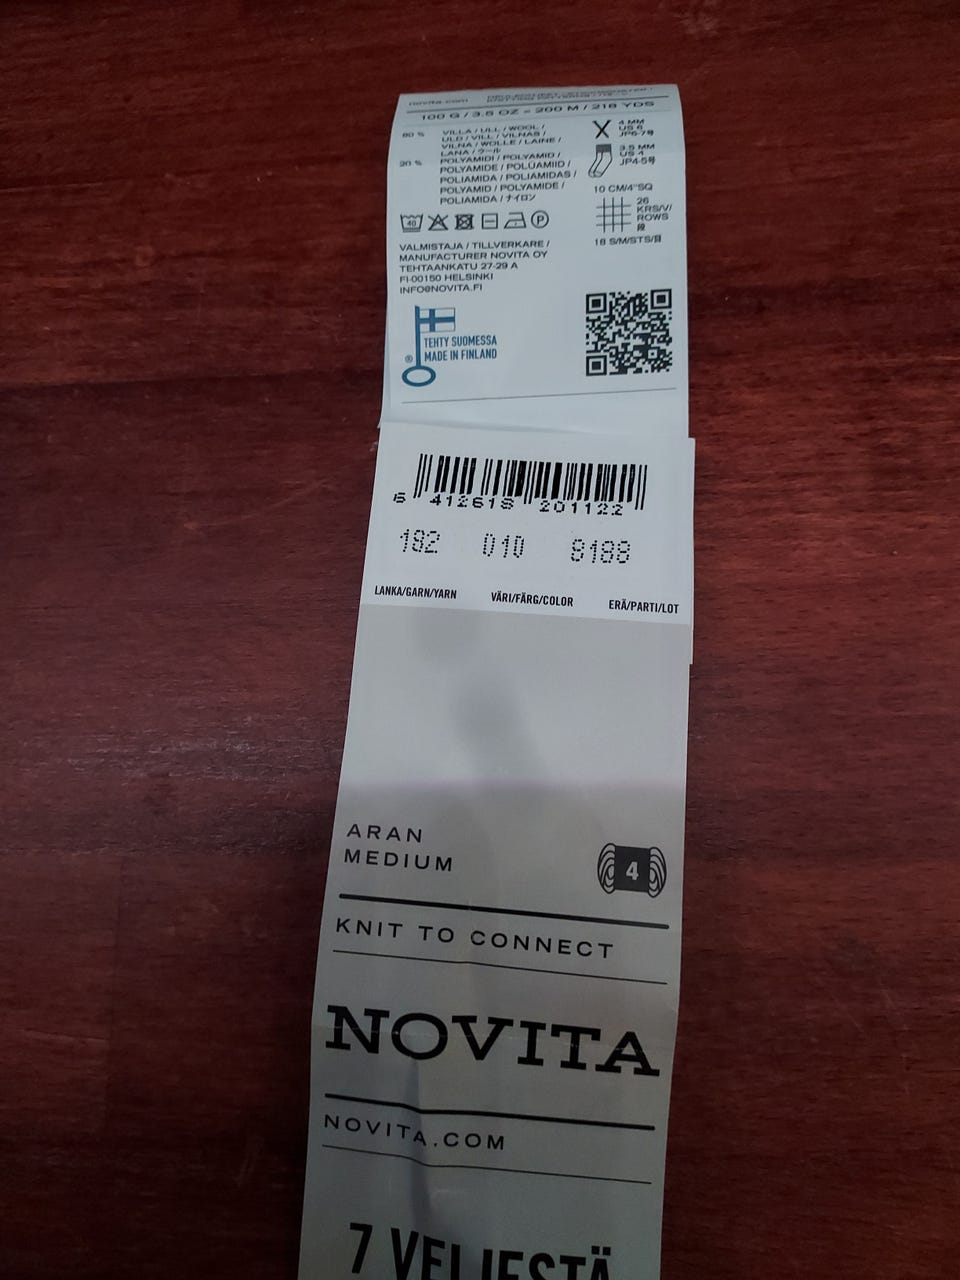 novita.com
100 G / 3.5 OZ = 200 M / 218 YDS
80 % VILLA / ULL / WOOL /
ULD / VILL / VILNAS /
VILNA / WOLLE / LAINE /
LANA / ウール
20 % POLYAMIDI / POLYAMID /
POLYAMIDE / POLÜAMIID /
POLIAMIDA / POLIAMIDAS /
POLYAMID / POLYAMIDE /
POLIAMIDA / ナイロン
4 MM
US 6
JP6-7号
3.5 MM
US 4
JP4-5号
10 CM/4"SQ
26
KRS/V/
ROWS
段
18 S/M/STS/目
40
P
VALMISTAJA / TILLVERKARE /
MANUFACTURER NOVITA OY
TEHTAANKATU 27-29 A
FI-00150 HELSINKI
INFO@NOVITA.FI
TEHTY SUOMESSA
® MADE IN FINLAND
6 412618 201122
192 010 8188
LANKA/GARN/YARN VÄRI/FÄRG/COLOR ERÄ/PARTI/LOT
ARAN
MEDIUM
4
KNIT TO CONNECT
NOVITA
NOVITA.COM
7 VELJESTÄ